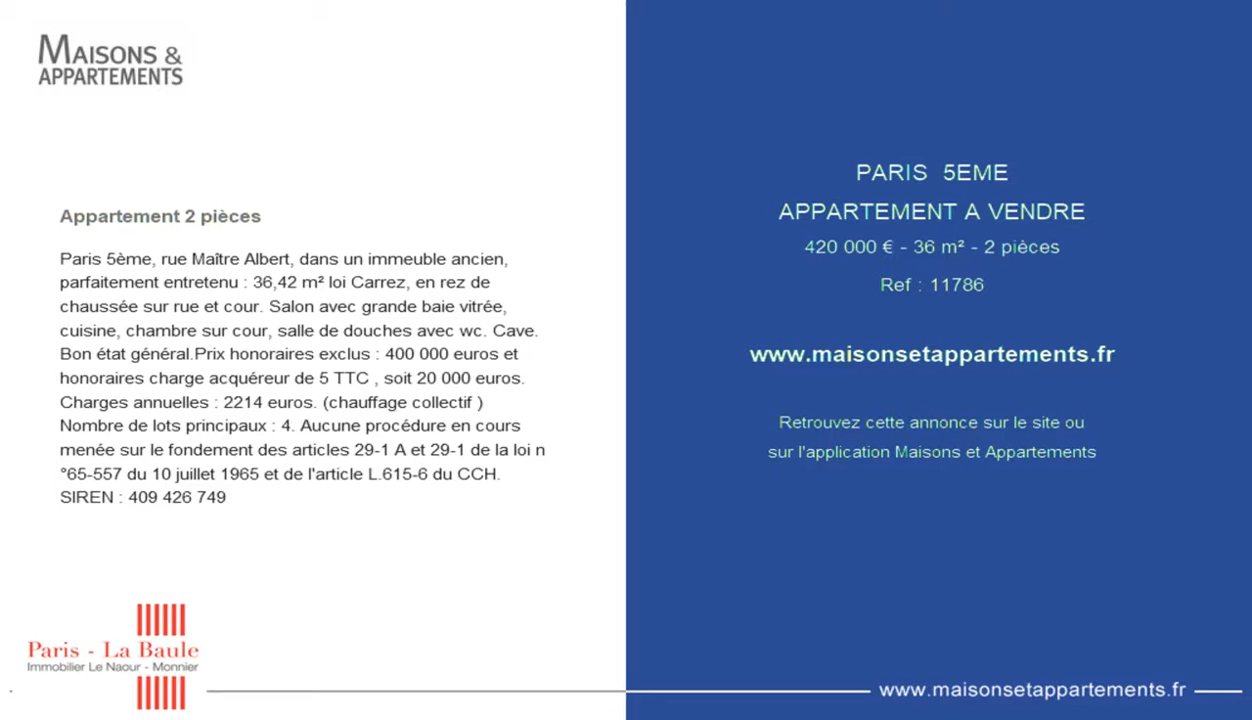 MAISONS &
APPARTEMENTS
Appartement 2 pièces
Paris 5ème, rue Maître Albert, dans un immeuble ancien,
parfaitement entretenu : 36,42 m² loi Carrez, en rez de
chaussée sur rue et cour. Salon avec grande baie vitrée,
cuisine, chambre sur cour, salle de douches avec wc. Cave.
Bon état général.Prix honoraires exclus : 400 000 euros et
honoraires charge acquéreur de 5 TTC , soit 20 000 euros.
Charges annuelles : 2214 euros. (chauffage collectif )
Nombre de lots principaux : 4. Aucune procédure en cours
menée sur le fondement des articles 29-1 A et 29-1 de la loi n
°65-557 du 10 juillet 1965 et de l'article L.615-6 du CCH.
SIREN : 409 426 749
Paris - La Baule
Immobilier Le Naour - Monnier
PARIS 5EME
APPARTEMENT A VENDRE
420 000 € - 36 m² - 2 pièces
Ref : 11786
www.maisonsetappartements.fr
Retrouvez cette annonce sur le site ou
sur l'application Maisons et Appartements
www.maisonsetappartements.fr